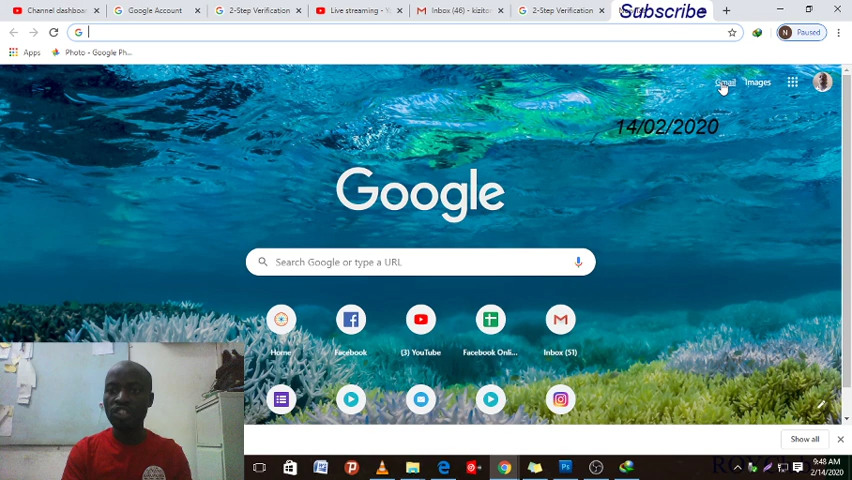 Channel dashboa
Google Account
2-Step Verification
Live streaming - Y
Inbox (46) - kizito
2-Step Verification
Subscribe
N Paused
Apps
Photo - Google Ph...
Gmail
Images
14/02/2020
Google
Search Google or type a URL
Home
Facebook
(3) YouTube
Facebook Onli...
Inbox (51)
Show all
9:48 AM
2/14/2020